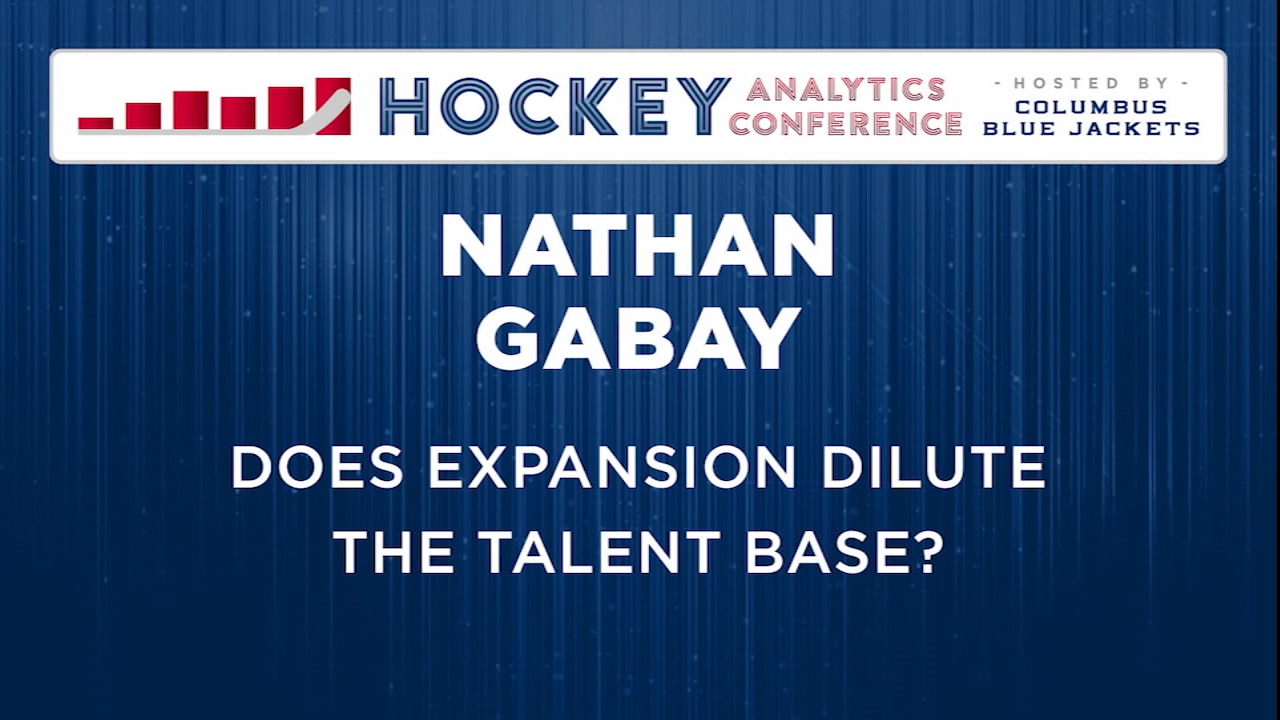 HOCKEY
ANALYTICS
CONFERENCE
- HOSTED BY -
COLUMBUS
BLUE JACKETS
NATHAN
GABAY
DOES EXPANSION DILUTE
THE TALENT BASE?